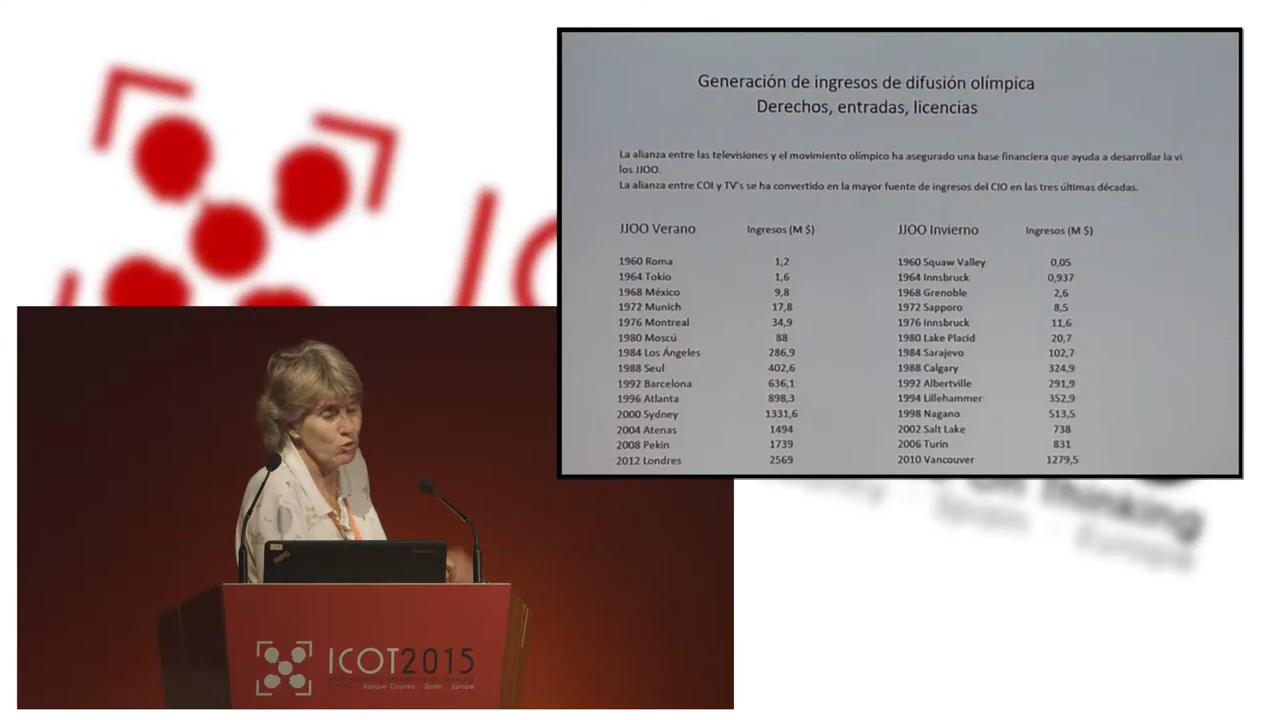 Generación de ingresos de difusión olímpica
Derechos, entradas, licencias
La alianza entre las televisiones y el movimiento olímpico ha asegurado una base financiera que ayuda a desarrollar la vi
los JJOO.
La alianza entre COI y TV's se ha convertido en la mayor fuente de ingresos del CIO en las tres últimas décadas.
JJOO Verano Ingresos (M $) JJOO Invierno Ingresos (M $)
1960 Roma 1,2 1960 Squaw Valley 0,05
1964 Tokio 1,6 1964 Innsbruck 0,937
1968 México 9,8 1968 Grenoble 2,6
1972 Munich 17,8 1972 Sapporo 8,5
1976 Montreal 34,9 1976 Innsbruck 11,6
1980 Moscú 88 1980 Lake Placid 20,7
1984 Los Ángeles 286,9 1984 Sarajevo 102,7
1988 Seul 402,6 1988 Calgary 324,9
1992 Barcelona 636,1 1992 Albertville 291,9
1996 Atlanta 898,3 1994 Lillehammer 352,9
2000 Sydney 1331,6 1998 Nagano 513,5
2004 Atenas 1494 2002 Salt Lake 738
2008 Pekin 1739 2006 Turin 831
2012 Londres 2569 2010 Vancouver 1279,5
on Thinking
Spain · Europe
ICOT2015
Basque Country · Spain · Europe